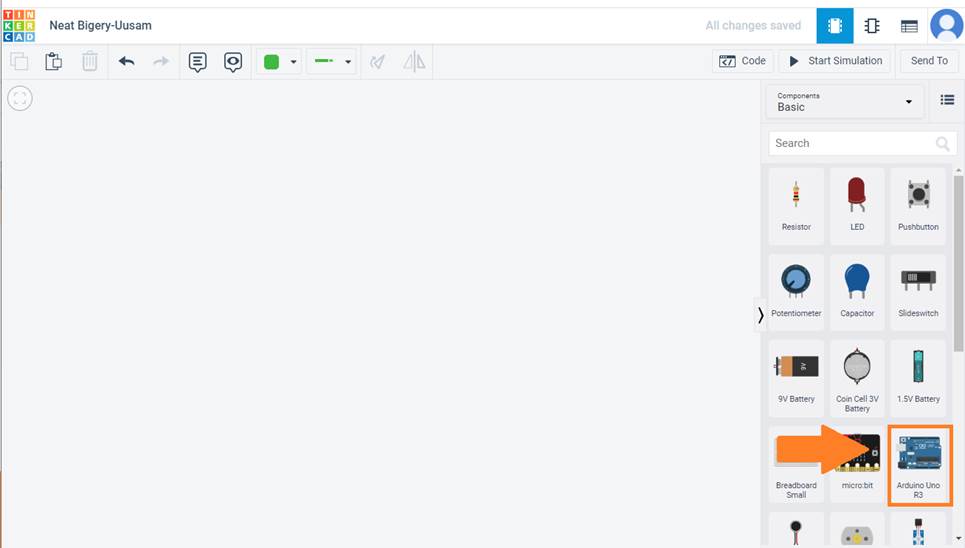 TIN
KER
CAD
Neat Bigery-Uusam
All changes saved
Code
Start Simulation
Send To
Components
Basic
Search
Resistor
LED
Pushbutton
Potentiometer
Capacitor
Slideswitch
9V
9V Battery
Coin Cell 3V
Battery
1.5V Battery
Breadboard
Small
micro:bit
Arduino Uno
R3